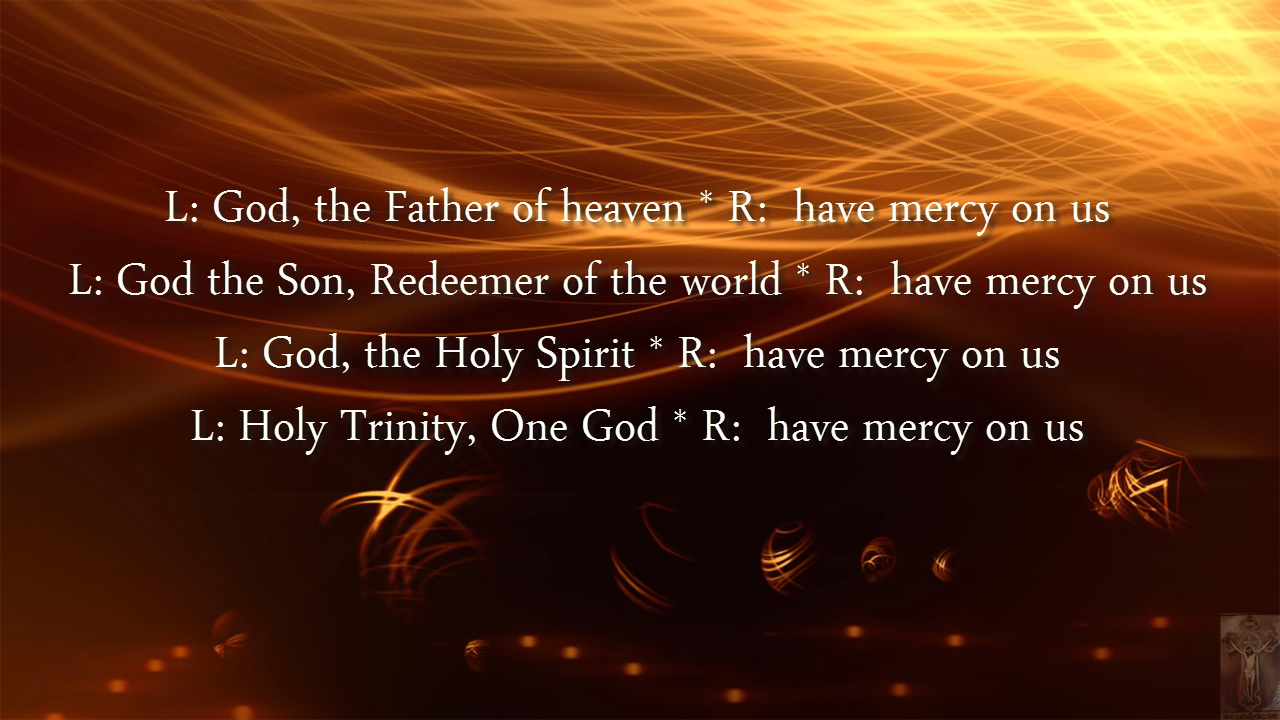 L: God, the Father of heaven * R:  have mercy on us
L: God the Son, Redeemer of the world * R:  have mercy on us
L: God, the Holy Spirit * R:  have mercy on us
L: Holy Trinity, One God * R:  have mercy on us